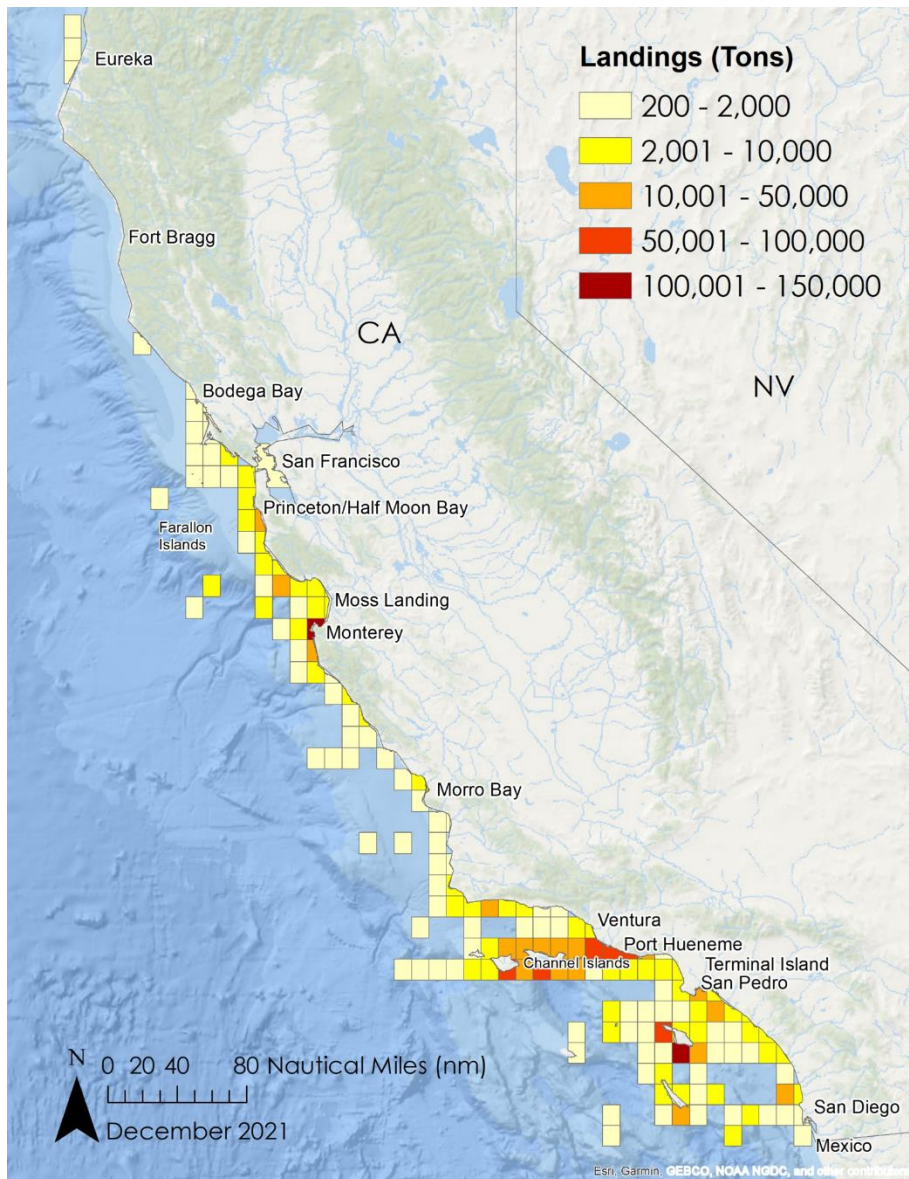 Eureka
Landings (Tons)
200 - 2,000
2,001 - 10,000
10,001 - 50,000
50,001 - 100,000
100,001 - 150,000
Fort Bragg
CA
NV
Bodega Bay
San Francisco
Princeton/Half Moon Bay
Farallon
Islands
Moss Landing
Monterey
Morro Bay
Ventura
Port Hueneme
Channel Islands
Terminal Island
San Pedro
N
0 20 40 80 Nautical Miles (nm)
December 2021
San Diego
Mexico
Esri, Garmin, GEBCO, NOAA NGDC, and other contributors